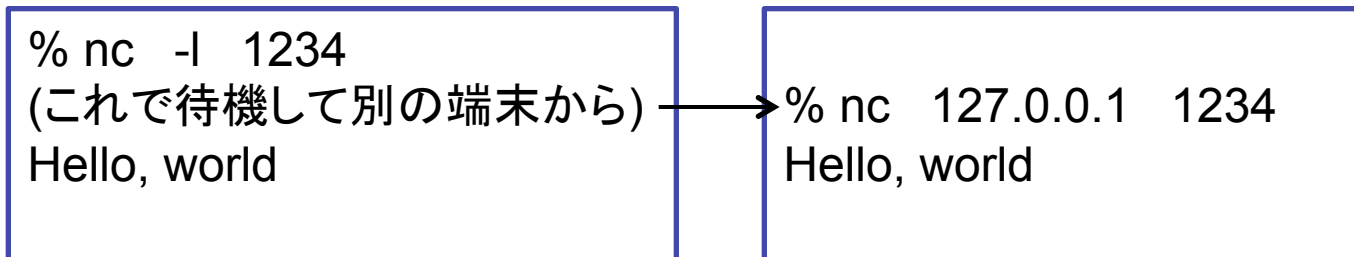 % nc -l 1234
(これで待機して別の端末から)
Hello, world
% nc 127.0.0.1 1234
Hello, world